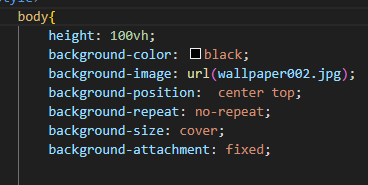 style>
body{
height: 100vh;
background-color: black;
background-image: url(wallpaper002.jpg);
background-position:  center top;
background-repeat: no-repeat;
background-size: cover;
background-attachment: fixed;